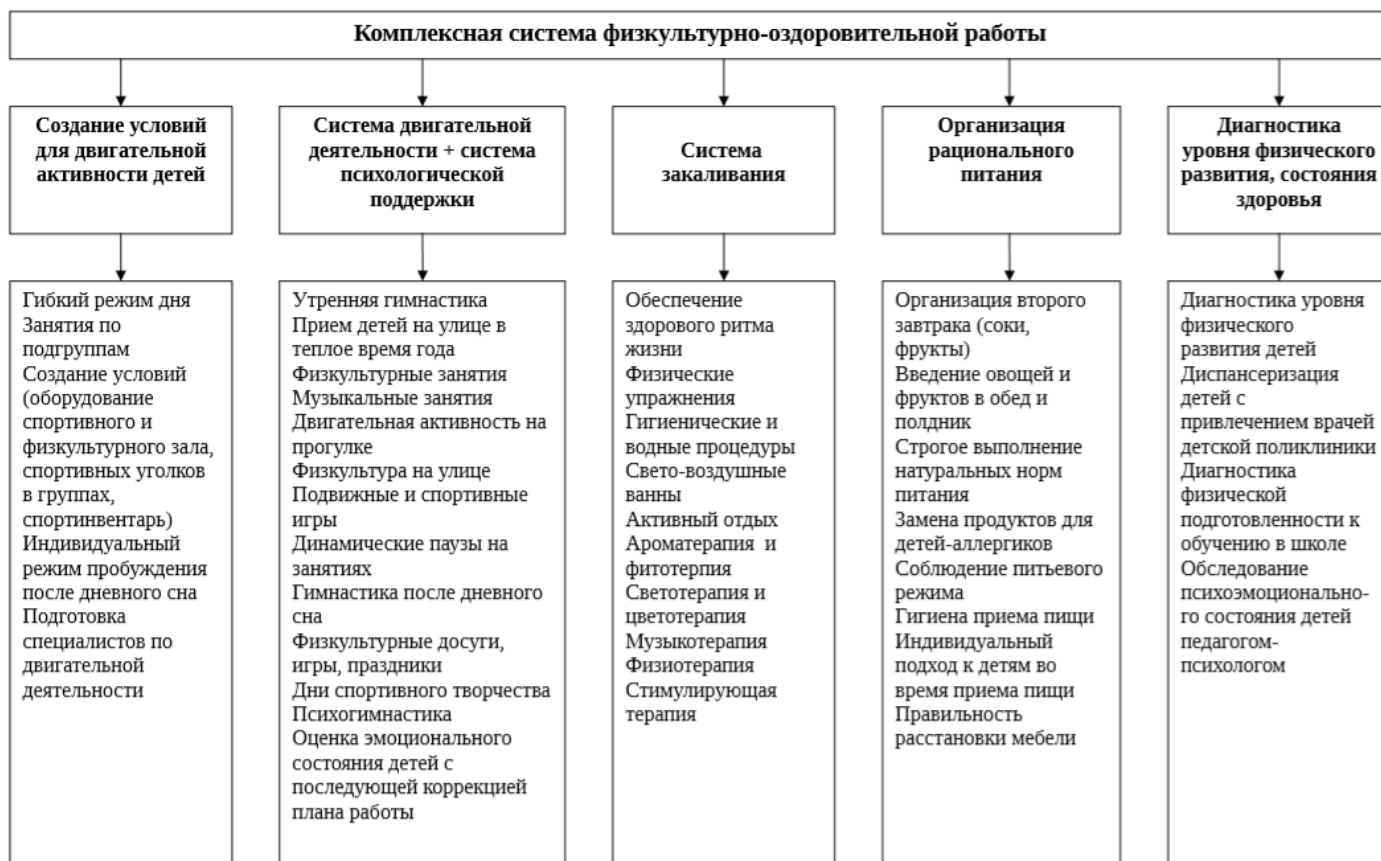 Комплексная система физкультурно-оздоровительной работы
Создание условий
для двигательной
активности детей
Система двигательной
деятельности + система
психологической
поддержки
Система
закаливания
Организация
рационального
питания
Диагностика
уровня физического
развития, состояния
здоровья
Гибкий режим дня
Занятия по
подгруппам
Создание условий
(оборудование
спортивного и
физкультурного зала,
спортивных уголков
в группах,
спортинвентарь)
Индивидуальный
режим пробуждения
после дневного сна
Подготовка
специалистов по
двигательной
деятельности
Утренняя гимнастика
Прием детей на улице в
теплое время года
Физкультурные занятия
Музыкальные занятия
Двигательная активность на
прогулке
Физкультура на улице
Подвижные и спортивные
игры
Динамические паузы на
занятиях
Гимнастика после дневного
сна
Физкультурные досуги,
игры, праздники
Дни спортивного творчества
Психогимнастика
Оценка эмоционального
состояния детей с
последующей коррекцией
плана работы
Обеспечение
здорового ритма
жизни
Физические
упражнения
Гигиенические и
водные процедуры
Свето-воздушные
ванны
Активный отдых
Ароматерапия и
фитотерпия
Светотерапия и
цветотерапия
Музыкотерапия
Физиотерапия
Стимулирующая
терапия
Организация второго
завтрака (соки,
фрукты)
Введение овощей и
фруктов в обед и
полдник
Строгое выполнение
натуральных норм
питания
Замена продуктов для
детей-аллергиков
Соблюдение питьевого
режима
Гигиена приема пищи
Индивидуальный
подход к детям во
время приема пищи
Правильность
расстановки мебели
Диагностика уровня
физического
развития детей
Диспансеризация
детей с
привлечением врачей
детской поликлиники
Диагностика
физической
подготовленности к
обучению в школе
Обследование
психоэмоционально-
го состояния детей
педагогом-
психологом